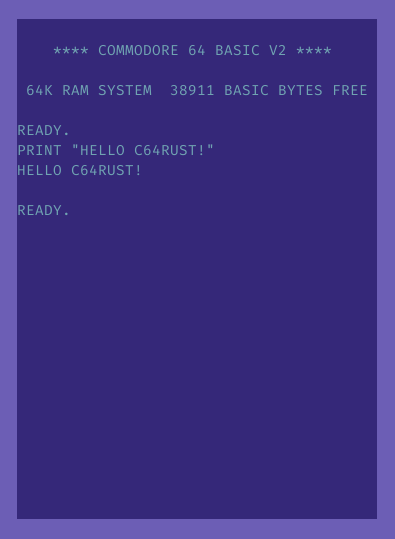 **** COMMODORE 64 BASIC V2 ****
64K RAM SYSTEM  38911 BASIC BYTES FREE
READY.
PRINT "HELLO C64RUST!"
HELLO C64RUST!
READY.